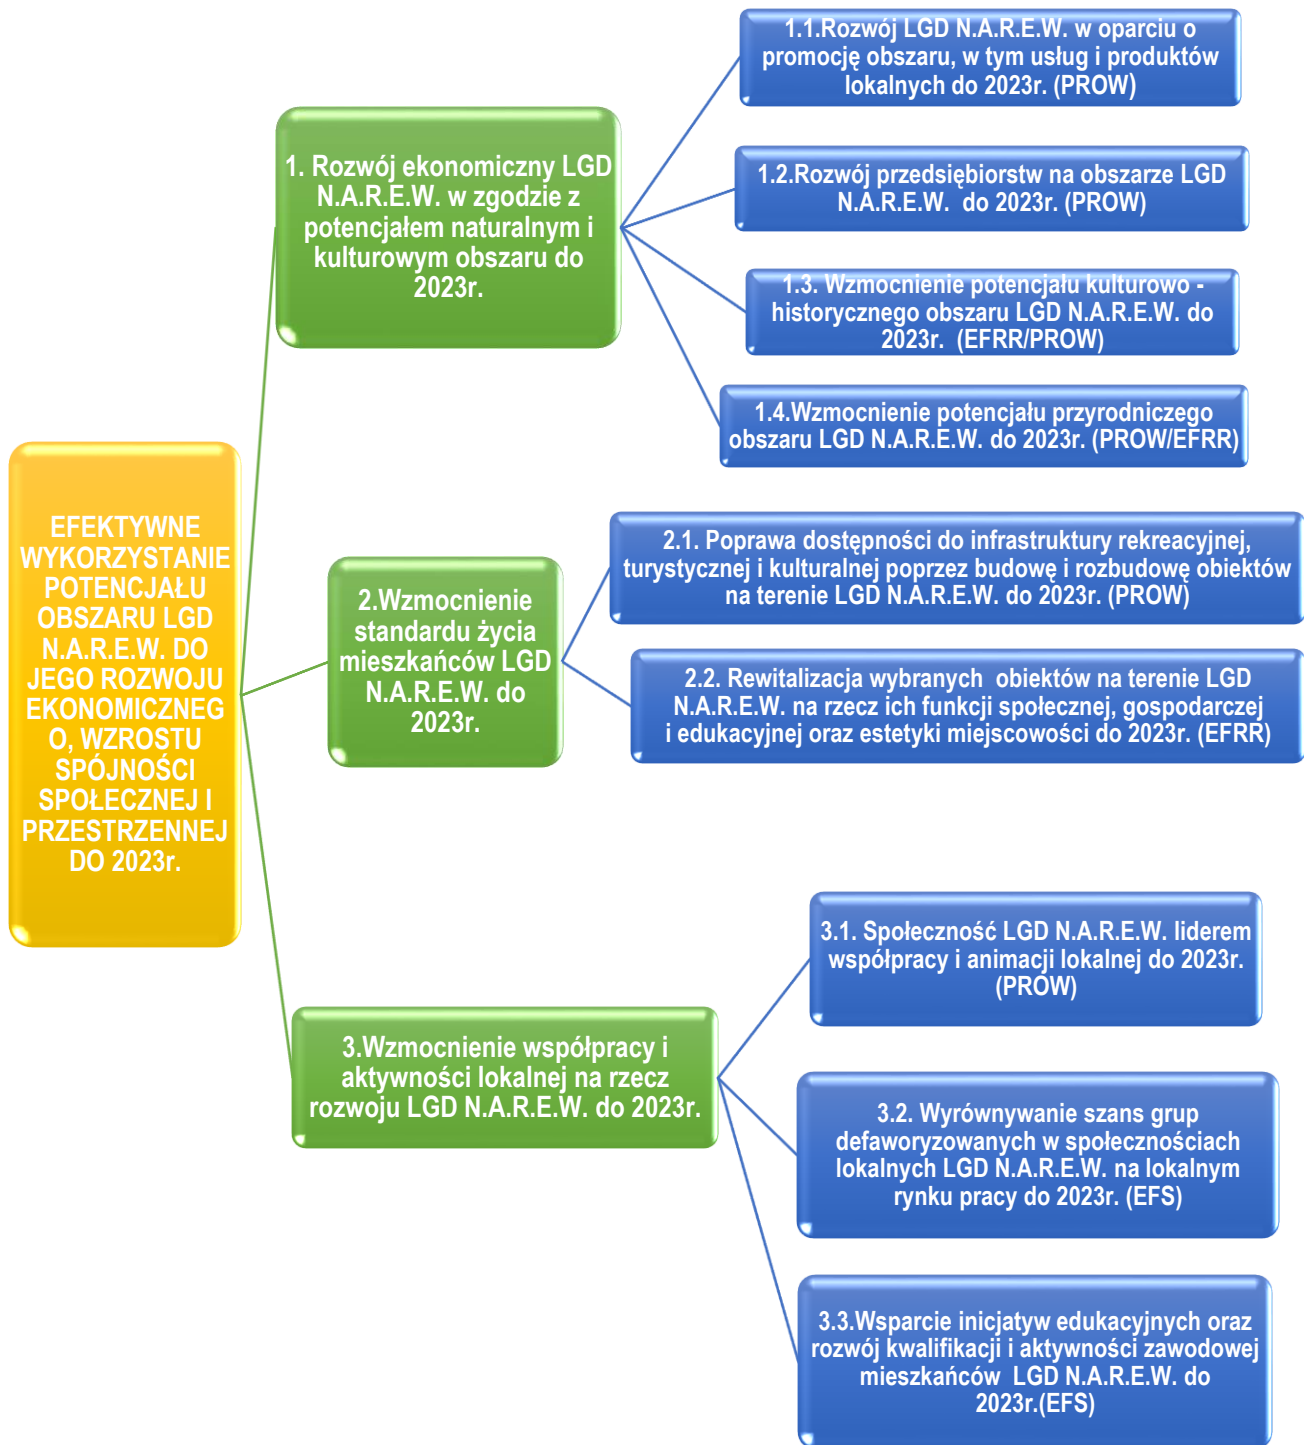 EFEKTYWNE
WYKORZYSTANIE
POTENCJAŁU
OBSZARU LGD
N.A.R.E.W. DO
JEGO ROZWOJU
EKONOMICZNEG
O, WZROSTU
SPÓJNOŚCI
SPOŁECZNEJ I
PRZESTRZENNEJ
DO 2023r.
1. Rozwój ekonomiczny LGD
N.A.R.E.W. w zgodzie z
potencjałem naturalnym i
kulturowym obszaru do
2023r.
1.1.Rozwój LGD N.A.R.E.W. w oparciu o
promocję obszaru, w tym usług i produktów
lokalnych do 2023r. (PROW)
1.2.Rozwój przedsiębiorstw na obszarze LGD
N.A.R.E.W. do 2023r. (PROW)
1.3. Wzmocnienie potencjału kulturowo -
historycznego obszaru LGD N.A.R.E.W. do
2023r. (EFRR/PROW)
1.4.Wzmocnienie potencjału przyrodniczego
obszaru LGD N.A.R.E.W. do 2023r. (PROW/EFRR)
2.Wzmocnienie
standardu życia
mieszkańców LGD
N.A.R.E.W. do
2023r.
2.1. Poprawa dostępności do infrastruktury rekreacyjnej,
turystycznej i kulturalnej poprzez budowę i rozbudowę obiektów
na terenie LGD N.A.R.E.W. do 2023r. (PROW)
2.2. Rewitalizacja wybranych obiektów na terenie LGD
N.A.R.E.W. na rzecz ich funkcji społecznej, gospodarczej
i edukacyjnej oraz estetyki miejscowości do 2023r. (EFRR)
3.Wzmocnienie współpracy i
aktywności lokalnej na rzecz
rozwoju LGD N.A.R.E.W. do 2023r.
3.1. Społeczność LGD N.A.R.E.W. liderem
współpracy i animacji lokalnej do 2023r.
(PROW)
3.2. Wyrównywanie szans grup
defaworyzowanych w społecznościach
lokalnych LGD N.A.R.E.W. na lokalnym
rynku pracy do 2023r. (EFS)
3.3.Wsparcie inicjatyw edukacyjnych oraz
rozwój kwalifikacji i aktywności zawodowej
mieszkańców LGD N.A.R.E.W. do
2023r.(EFS)